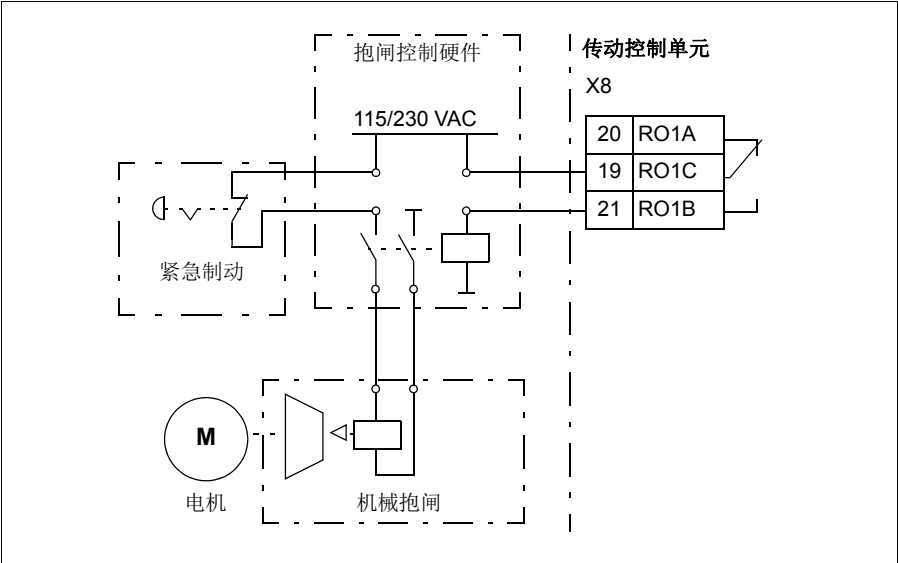 抱闸控制硬件
传动控制单元
X8
115/230 VAC
20 RO1A
19 RO1C
21 RO1B
紧急制动
M
电机
机械抱闸